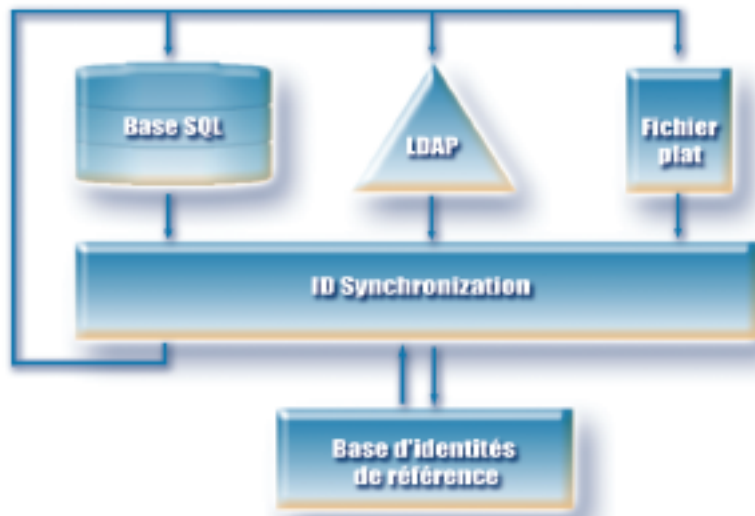 Base SQL
LDAP
Fichier
plat
ID Synchronization
Base d'identités
de référence